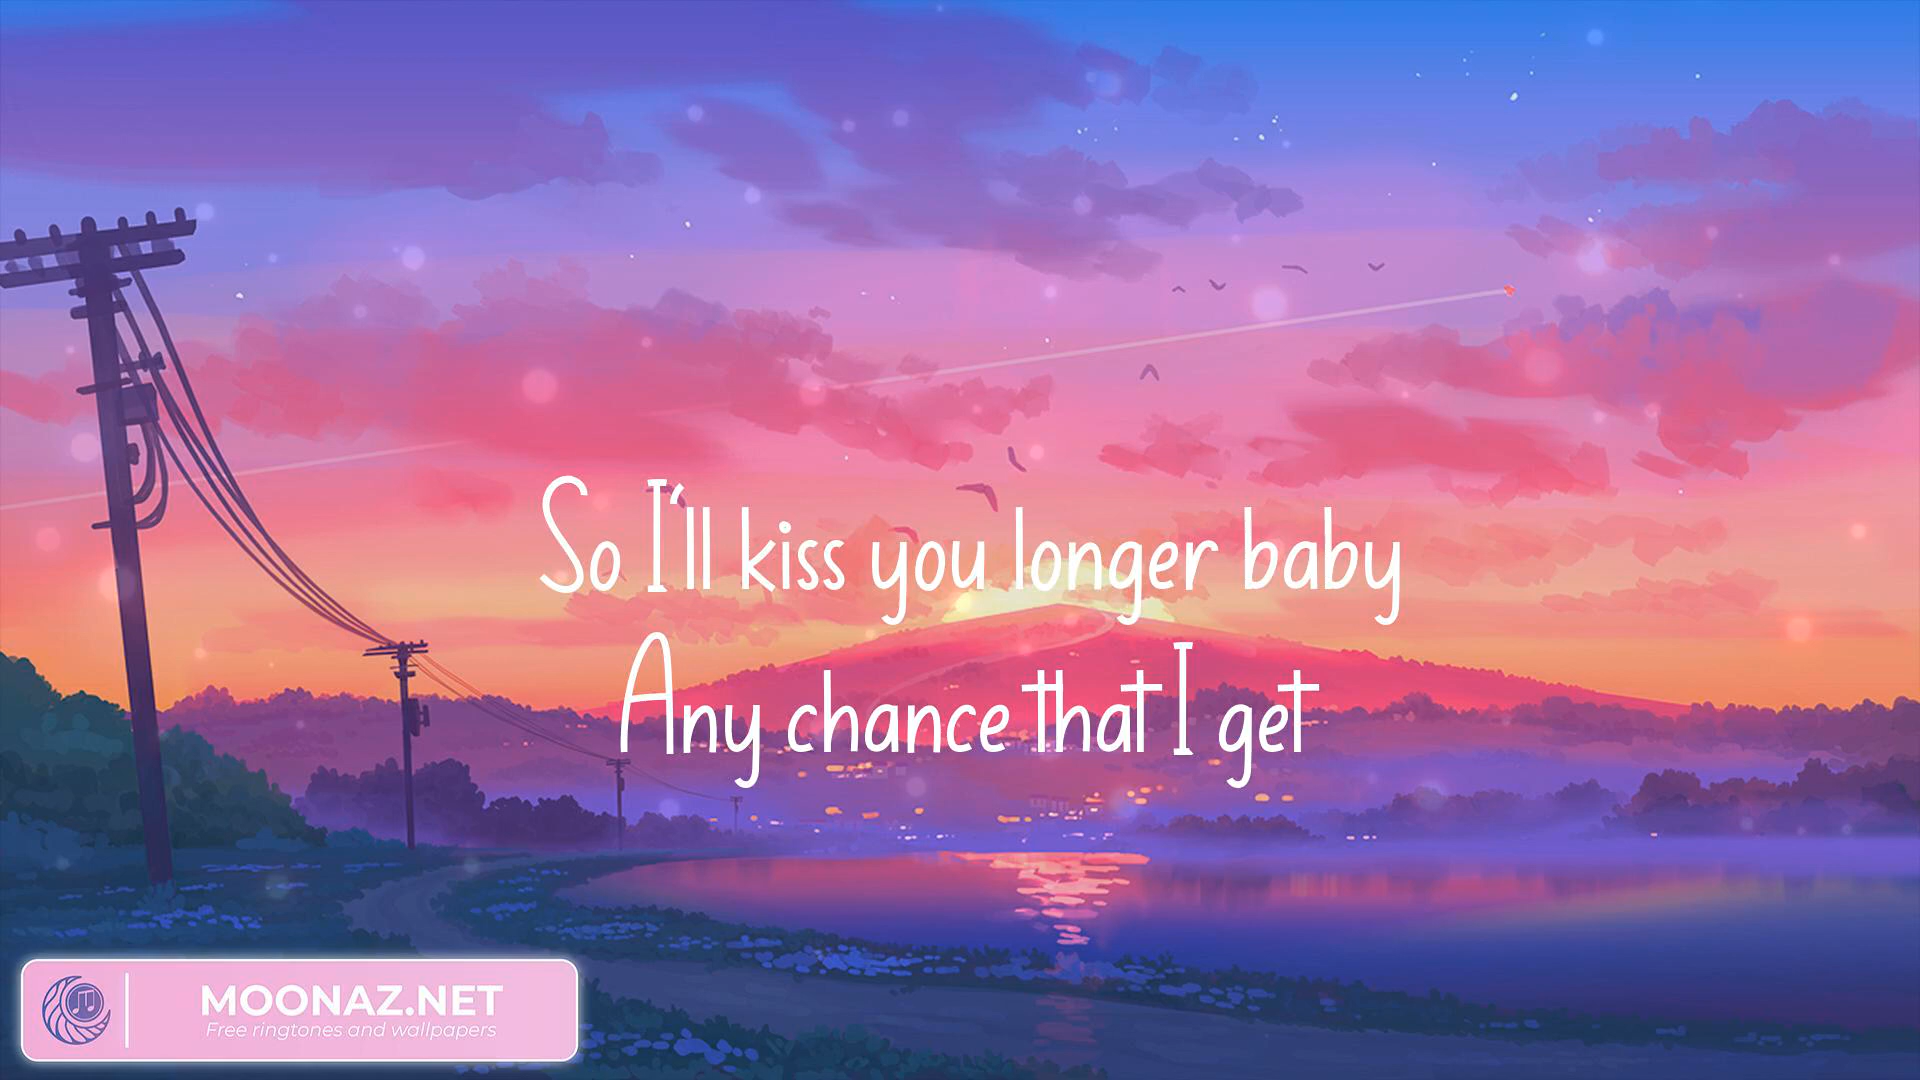 So I'll kiss you longer baby
Any chance that I get
MOONAZ.NET
Free ringtones and wallpapers